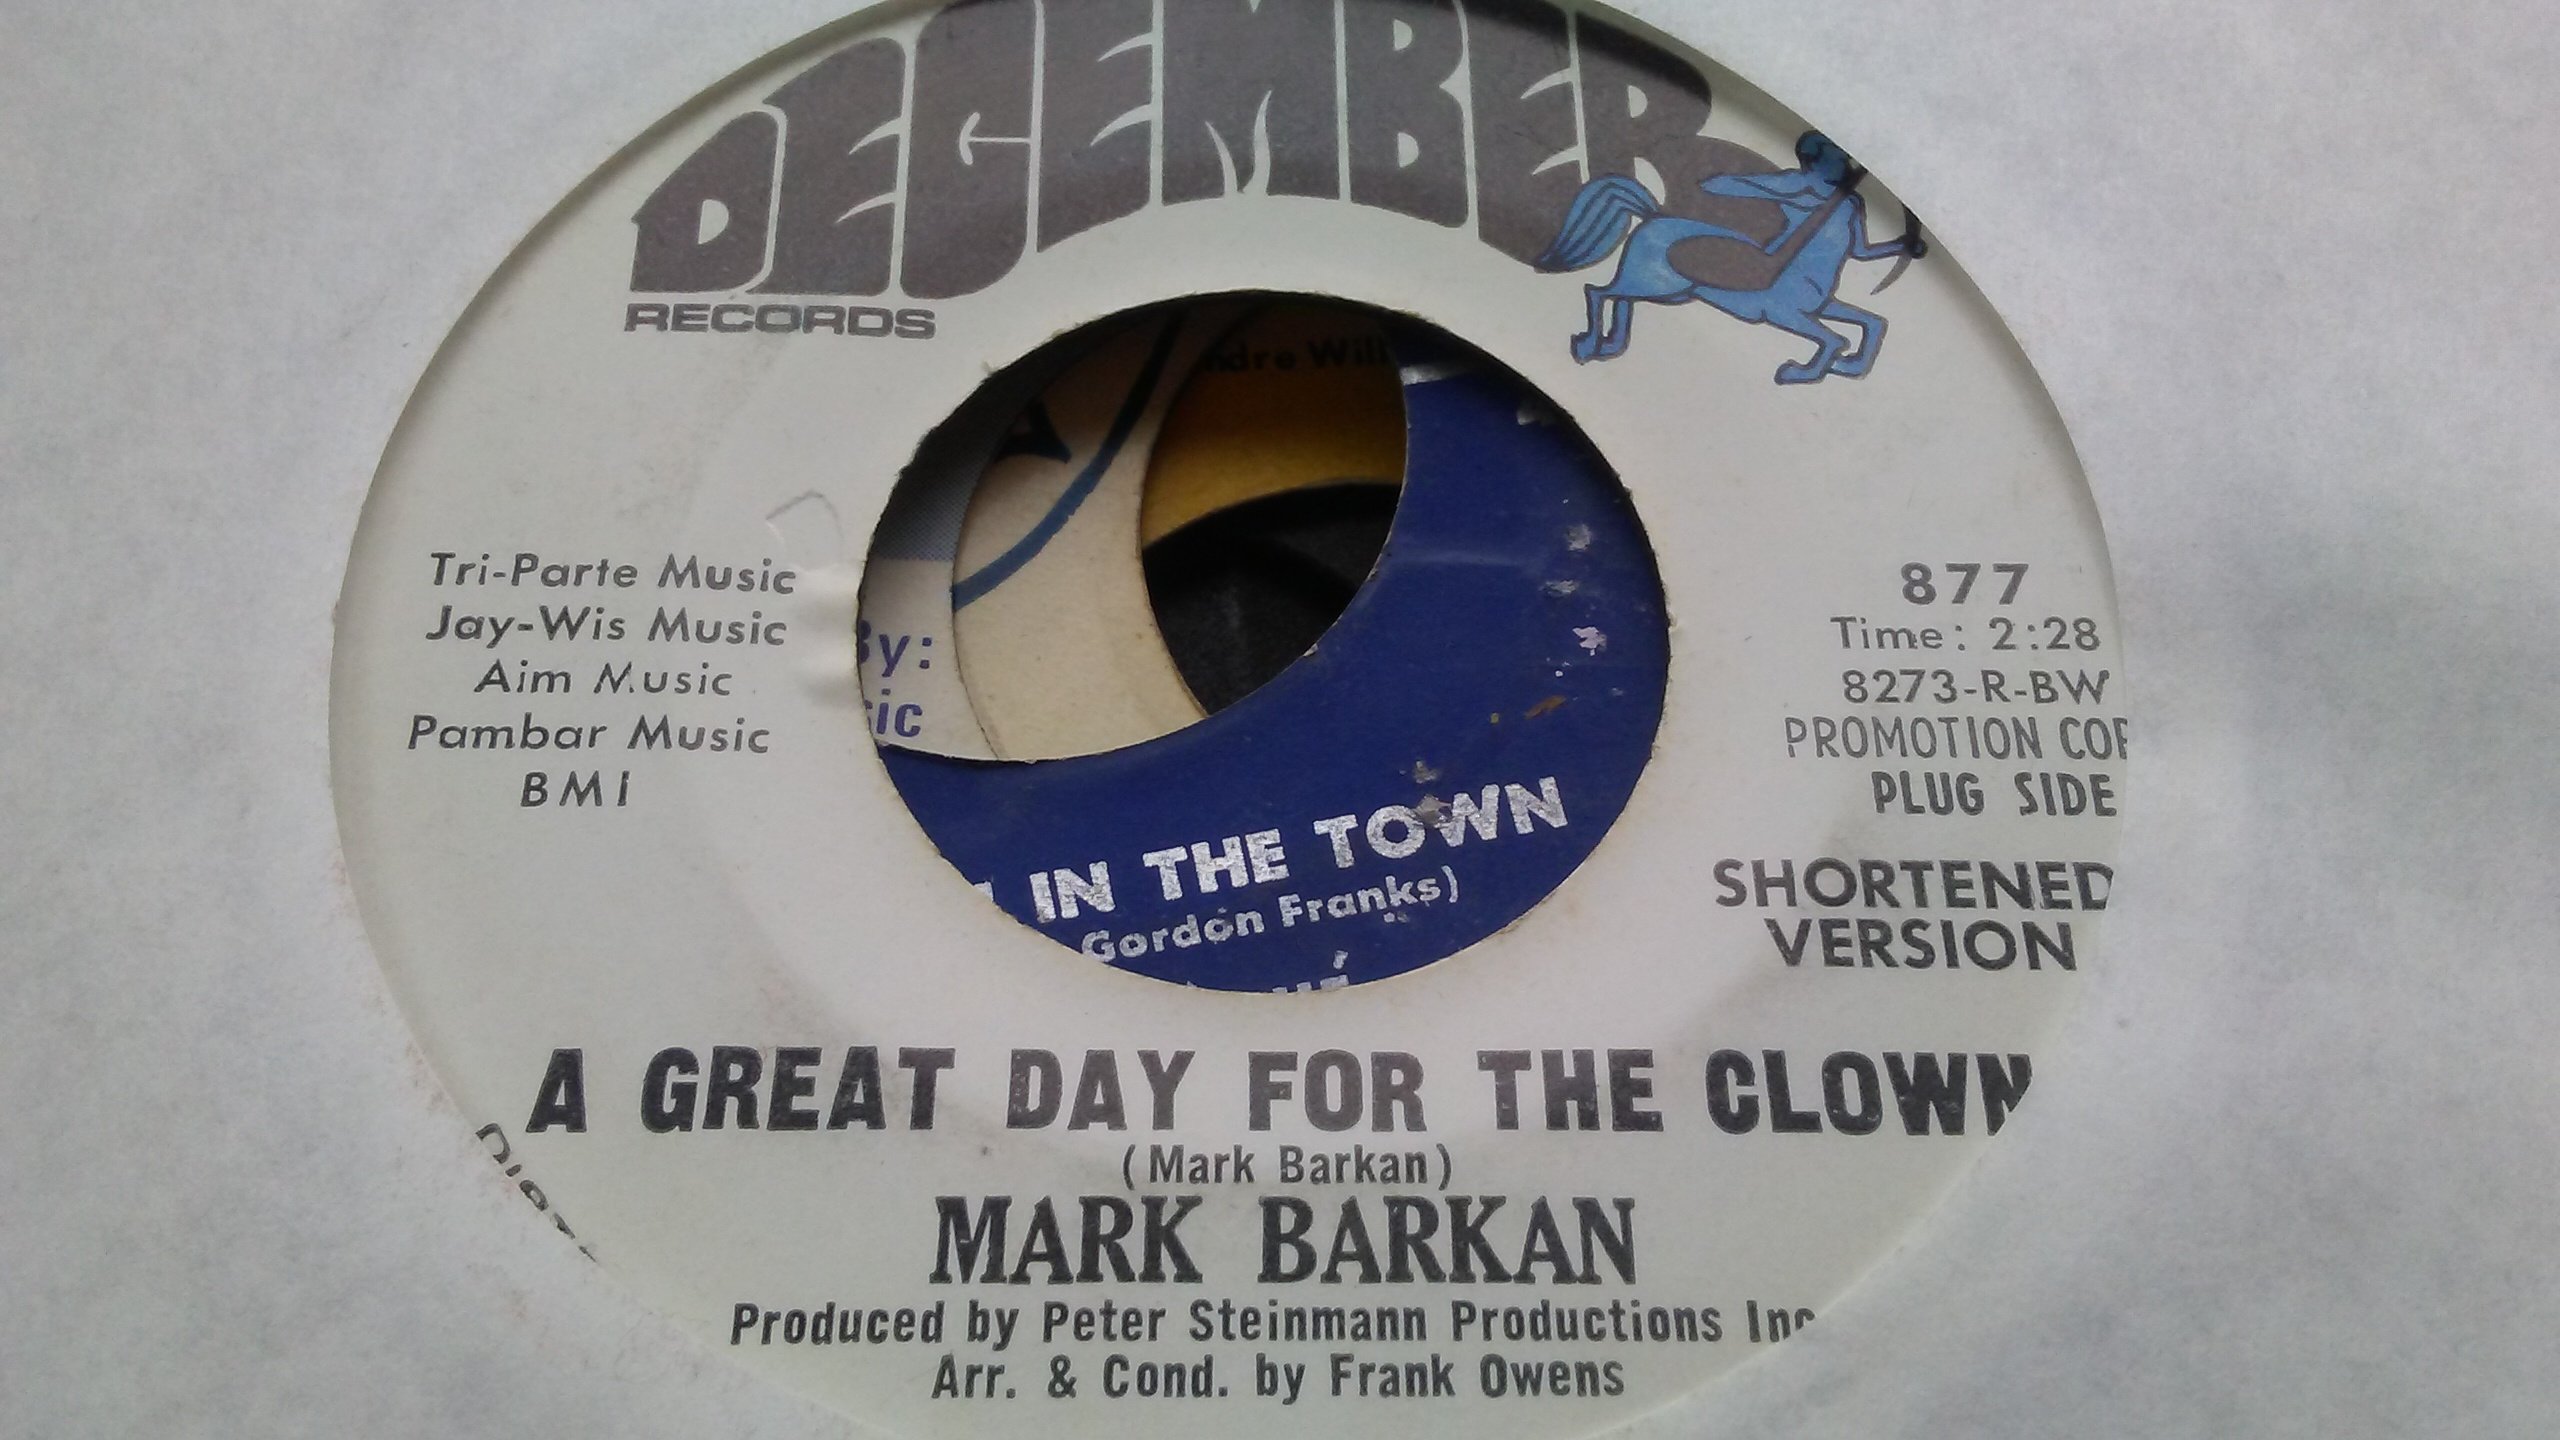 DECEMBER
RECORDS
Tri-Parte Music
Jay-Wis Music
Aim Music
Pambar Music
BMI
877
Time: 2:28
8273-R-BW
PROMOTION
PLUG SIDE
SHORTENED
VERSION
By:
IN THE TOWN
Gordon Franks)
A GREAT DAY FOR THE CLOWN
(Mark Barkan)
MARK BARKAN
Produced by Peter Steinmann Productions Inc
Arr. & Cond. by Frank Owens